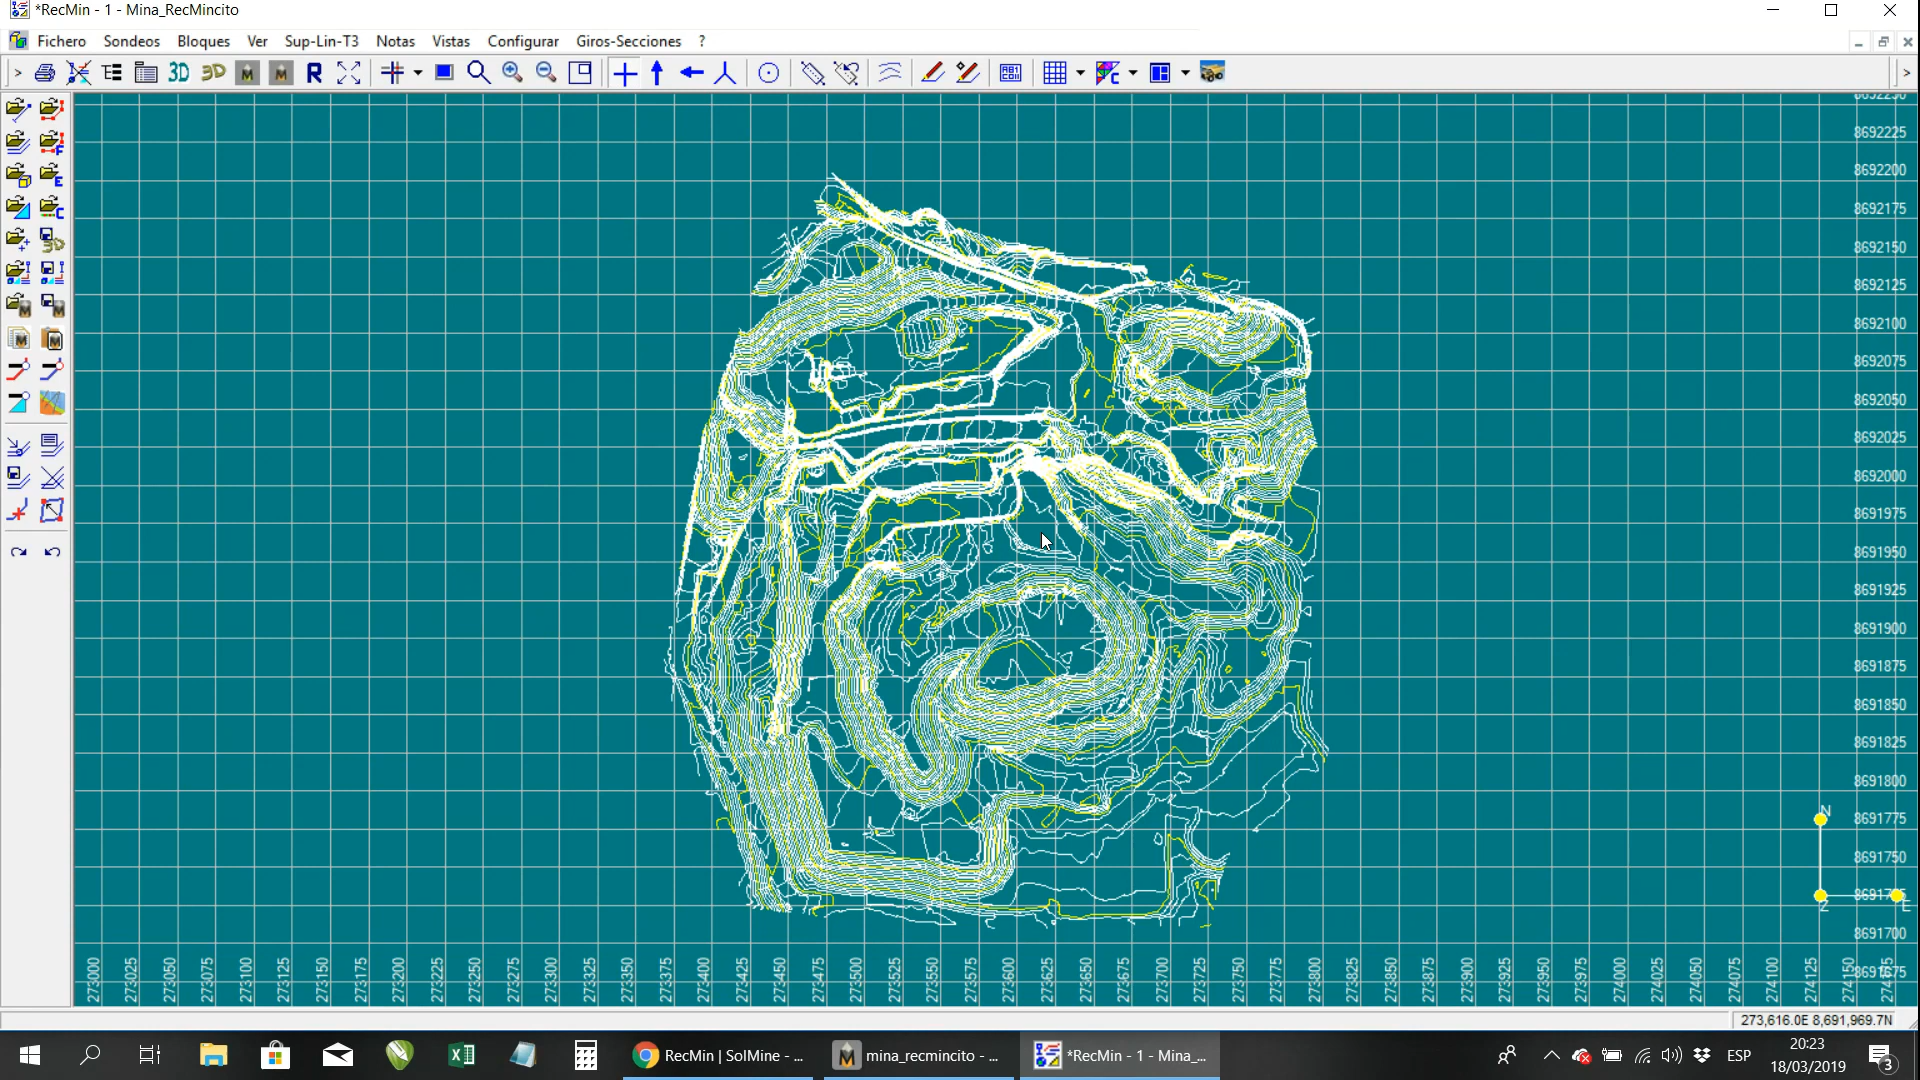 *RecMin - 1 - Mina_RecMincito
Fichero Sondeos Bloques Ver Sup-Lin-T3 Notas Vistas Configurar Giros-Secciones ?
3D 3D M M R
8692225
8692200
8692175
8692150
8692125
8692100
8692075
8692050
8692025
8692000
8691975
8691950
8691925
8691900
8691875
8691850
8691825
8691800
N
8691775
8691750
Z E
8691700
273000 273025 273050 273075 273100 273125 273150 273175 273200 273225 273250 273275 273300 273325 273350 273375 273400 273425 273450 273475 273500 273525 273550 273575 273600 273625 273650 273675 273700 273725 273750 273775 273800 273825 273850 273875 273900 273925 273950 273975 274000 274025 274050 274075 274100 274125 274150
273,616.0E 8,691,969.7N
RecMin | SolMine - ...
mina_recmincito - ...
*RecMin - 1 - Mina_...
ESP
20:23
18/03/2019
3